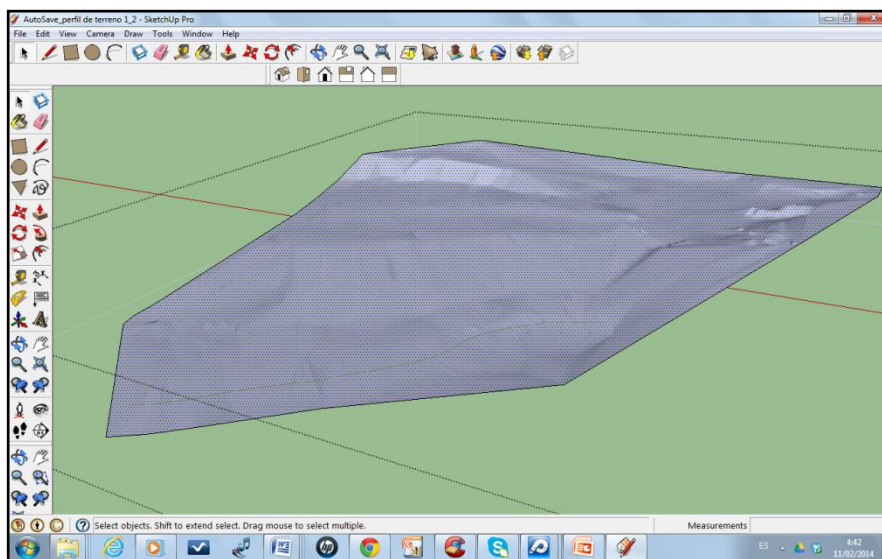 AutoSave_perfil de terreno 1_2 - SketchUp Pro
File Edit View Camera Draw Tools Window Help
Select objects. Shift to extend select. Drag mouse to select multiple.
Measurements
ES
4:42
11/02/2014